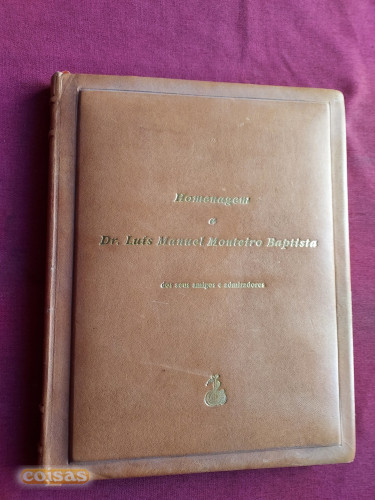 Homenagem
a
Dr. Luís Manuel Monteiro Baptista
dos seus amigos e admiradores
coisas